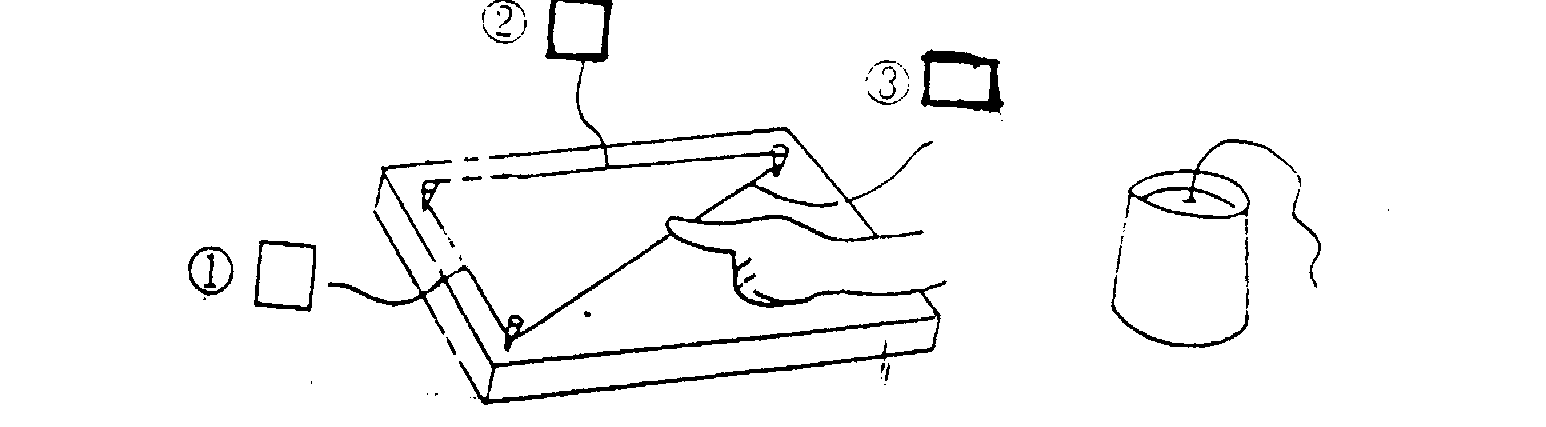 ②
③
①